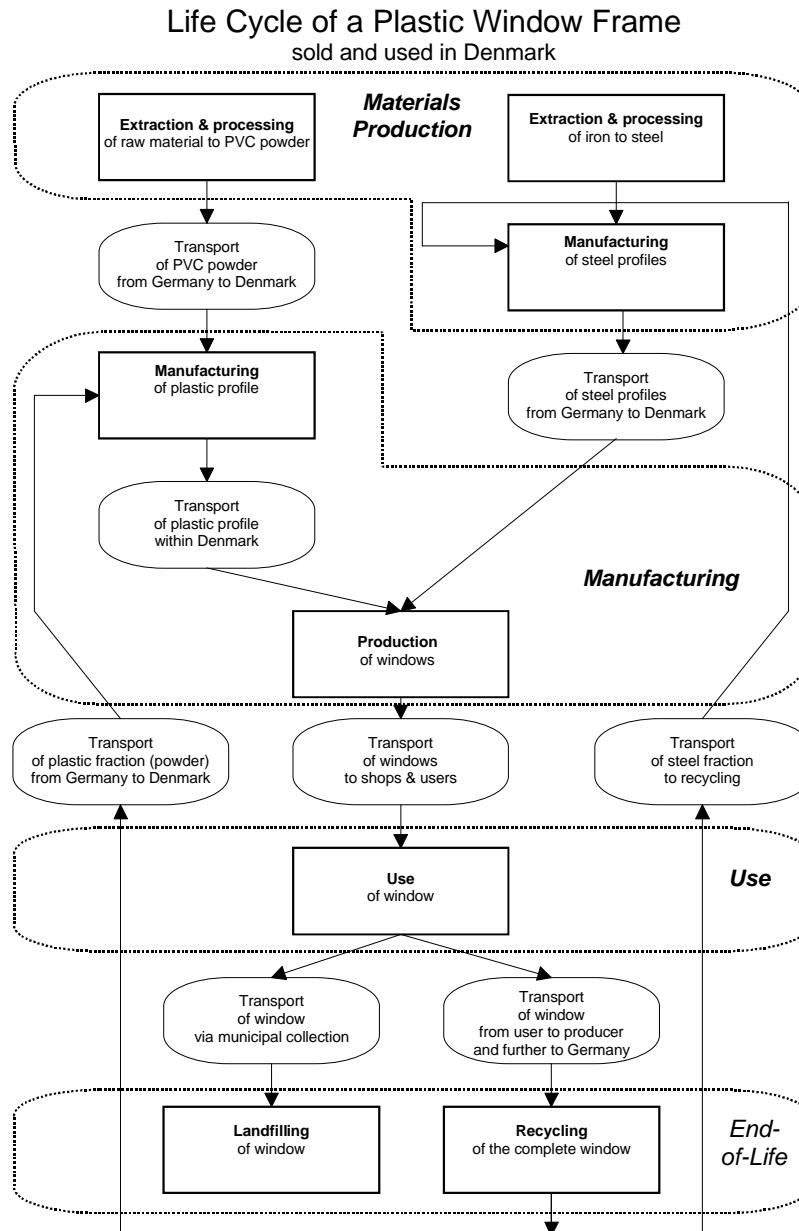 Life Cycle of a Plastic Window Frame
sold and used in Denmark
Materials
Production
Extraction & processing
of raw material to PVC powder
Extraction & processing
of iron to steel
Transport
of PVC powder
from Germany to Denmark
Manufacturing
of steel profiles
Manufacturing
of plastic profile
Transport
of steel profiles
from Germany to Denmark
Transport
of plastic profile
within Denmark
Manufacturing
Production
of windows
Transport
of plastic fraction (powder)
from Germany to Denmark
Transport
of windows
to shops & users
Transport
of steel fraction
to recycling
Use
of window
Use
Transport
of window
via municipal collection
Transport
of window
from user to producer
and further to Germany
Landfilling
of window
Recycling
of the complete window
End-
of-Life